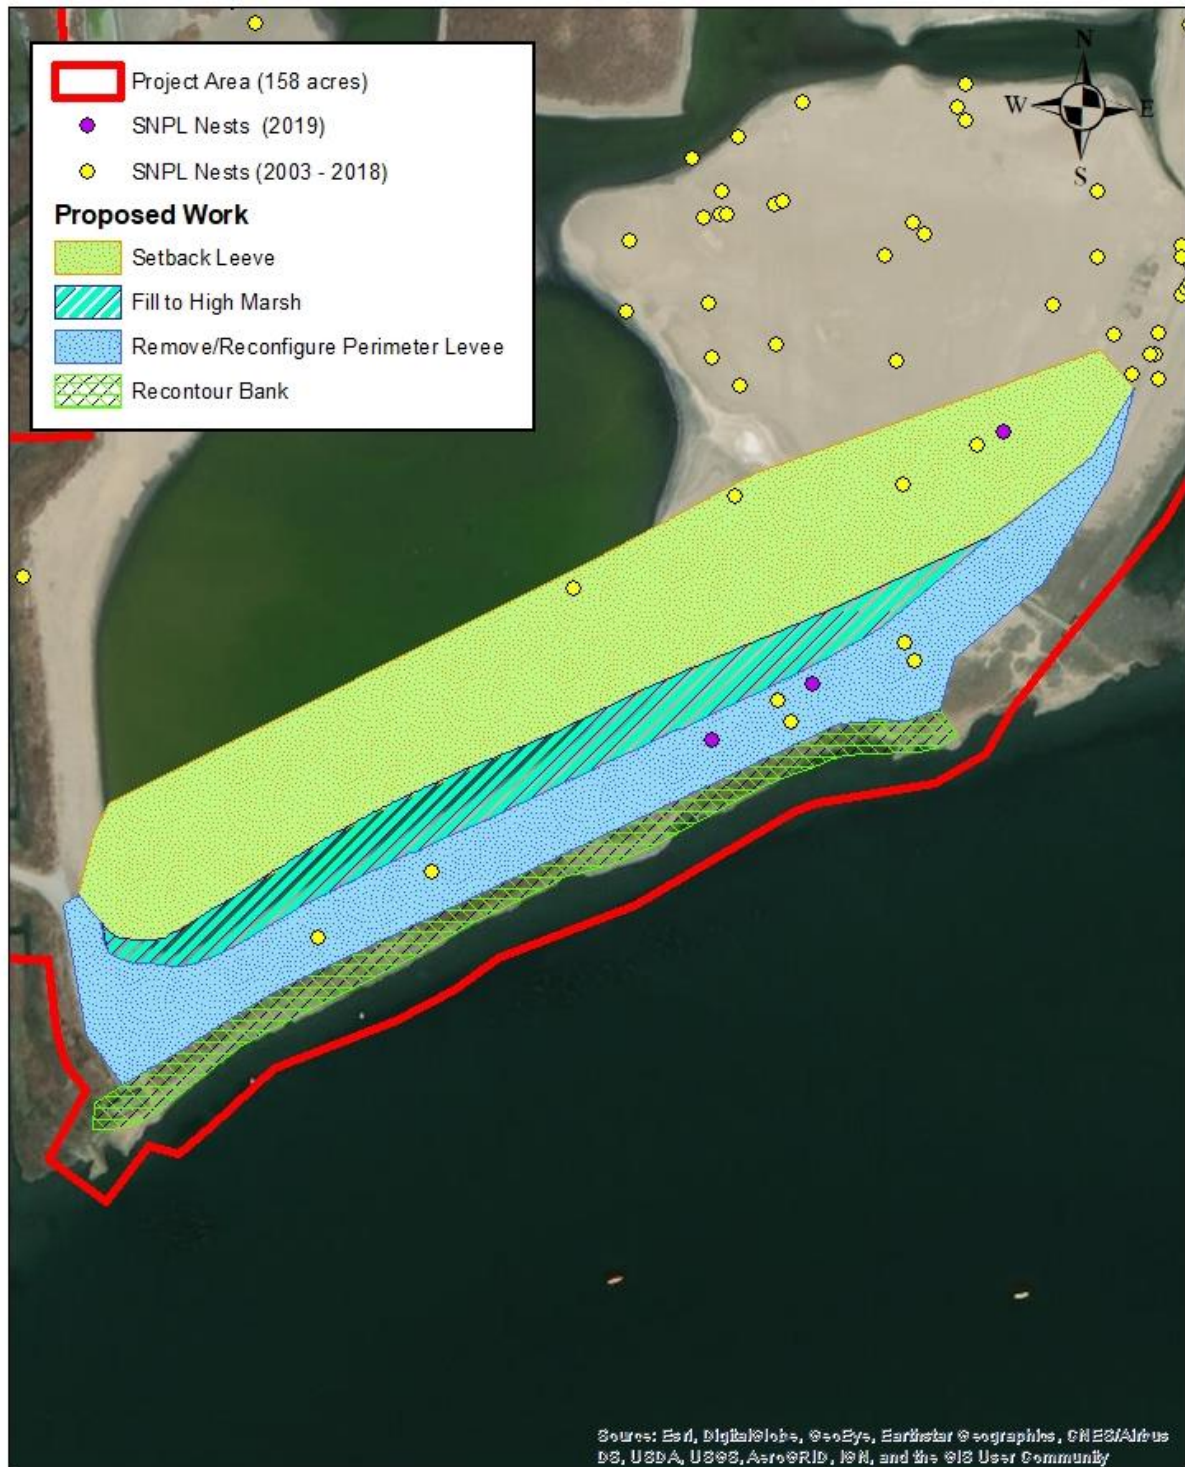 Project Area (158 acres)
SNPL Nests (2019)
SNPL Nests (2003 - 2018)
Proposed Work
Setback Leeve
Fill to High Marsh
Remove/Reconfigure Perimeter Levee
Recontour Bank
N
W E
S
Source: Esri, DigitalGlobe, GeoEye, Earthstar Geographics, CNES/Airbus
DS, USDA, USGS, AeroGRID, IGN, and the GIS User Community